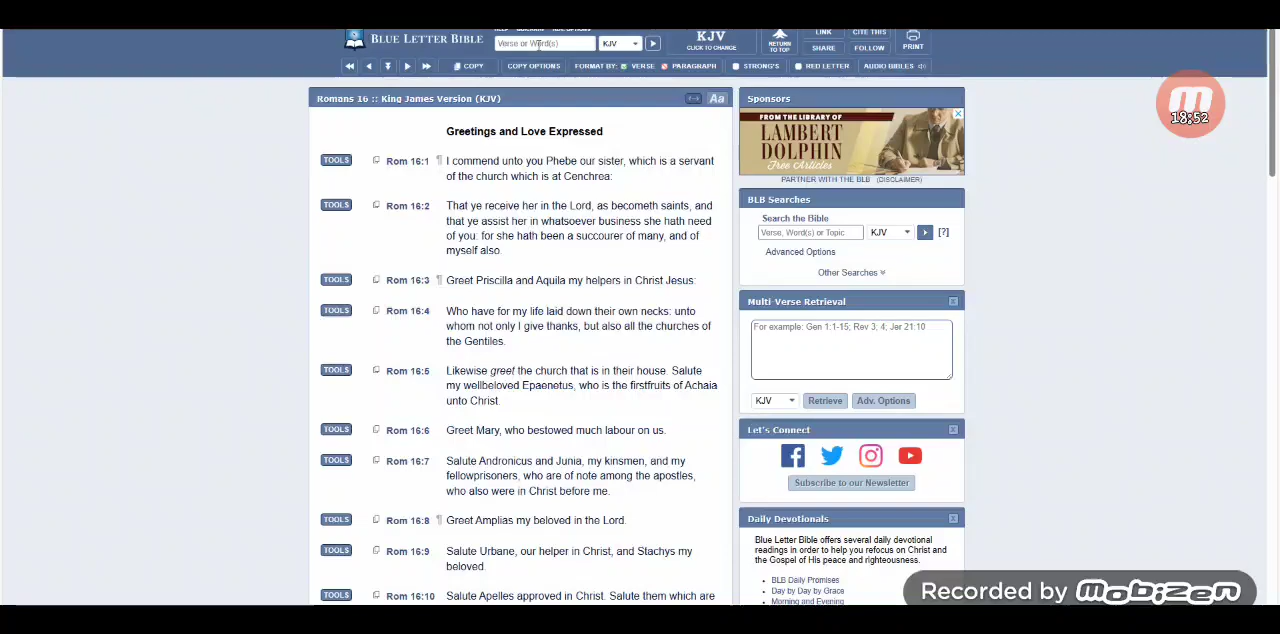 BLUE LETTER BIBLE
Verse or Word(s)
KJV
KJV
CLICK TO CHANGE
RETURN
TO TOP
LINK
CITE THIS
SHARE
FOLLOW
PRINT
COPY
COPY OPTIONS
FORMAT BY:
VERSE
PARAGRAPH
STRONG'S
RED LETTER
AUDIO BIBLES
Romans 16 :: King James Version (KJV)
Aa
Greetings and Love Expressed
TOOLS
Rom 16:1
¶ I commend unto you Phebe our sister, which is a servant
of the church which is at Cenchrea:
TOOLS
Rom 16:2
That ye receive her in the Lord, as becometh saints, and
that ye assist her in whatsoever business she hath need
of you: for she hath been a succourer of many, and of
myself also.
TOOLS
Rom 16:3
¶ Greet Priscilla and Aquila my helpers in Christ Jesus:
TOOLS
Rom 16:4
Who have for my life laid down their own necks: unto
whom not only I give thanks, but also all the churches of
the Gentiles.
TOOLS
Rom 16:5
Likewise greet the church that is in their house. Salute
my wellbeloved Epaenetus, who is the firstfruits of Achaia
unto Christ.
TOOLS
Rom 16:6
Greet Mary, who bestowed much labour on us.
TOOLS
Rom 16:7
Salute Andronicus and Junia, my kinsmen, and my
fellowprisoners, who are of note among the apostles,
who also were in Christ before me.
TOOLS
Rom 16:8
¶ Greet Amplias my beloved in the Lord.
TOOLS
Rom 16:9
Salute Urbane, our helper in Christ, and Stachys my
beloved.
TOOLS
Rom 16:10
Salute Apelles approved in Christ. Salute them which are
Sponsors
FROM THE LIBRARY OF
LAMBERT
DOLPHIN
Free Articles
PARTNER WITH THE BLB (DISCLAIMER)
BLB Searches
Search the Bible
Verse, Word(s) or Topic
KJV
[?]
Advanced Options
Other Searches
Multi-Verse Retrieval
For example: Gen 1:1-15; Rev 3; 4; Jer 21:10
KJV
Retrieve
Adv. Options
Let's Connect
Subscribe to our Newsletter
Daily Devotionals
Blue Letter Bible offers several daily devotional
readings in order to help you refocus on Christ and
the Gospel of His peace and righteousness.
BLB Daily Promises
Day by Day by Grace
Morning and Evening
18:52
Recorded by mobizen